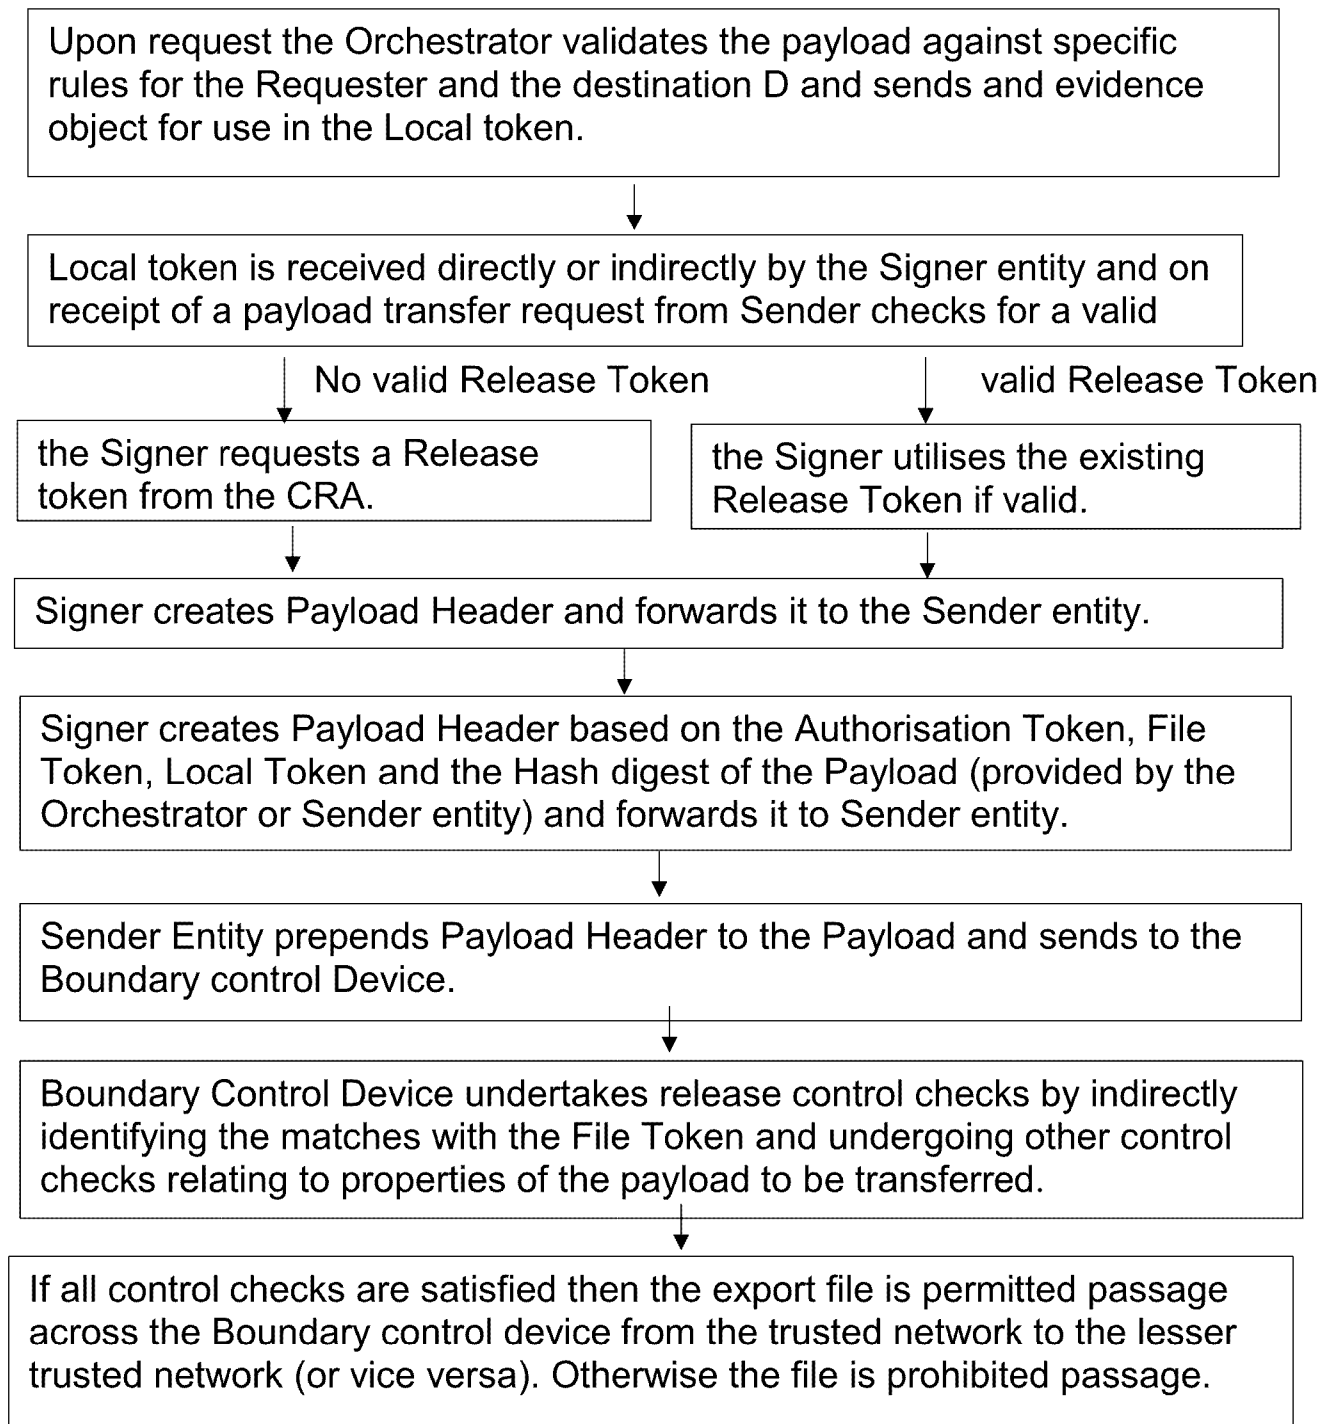 Upon request the Orchestrator validates the payload against specific
rules for the Requester and the destination D and sends and evidence
object for use in the Local token.
Local token is received directly or indirectly by the Signer entity and on
receipt of a payload transfer request from Sender checks for a valid
No valid Release Token
valid Release Token
the Signer requests a Release
token from the CRA.
the Signer utilises the existing
Release Token if valid.
Signer creates Payload Header and forwards it to the Sender entity.
Signer creates Payload Header based on the Authorisation Token, File
Token, Local Token and the Hash digest of the Payload (provided by the
Orchestrator or Sender entity) and forwards it to Sender entity.
Sender Entity prepends Payload Header to the Payload and sends to the
Boundary control Device.
Boundary Control Device undertakes release control checks by indirectly
identifying the matches with the File Token and undergoing other control
checks relating to properties of the payload to be transferred.
If all control checks are satisfied then the export file is permitted passage
across the Boundary control device from the trusted network to the lesser
trusted network (or vice versa). Otherwise the file is prohibited passage.